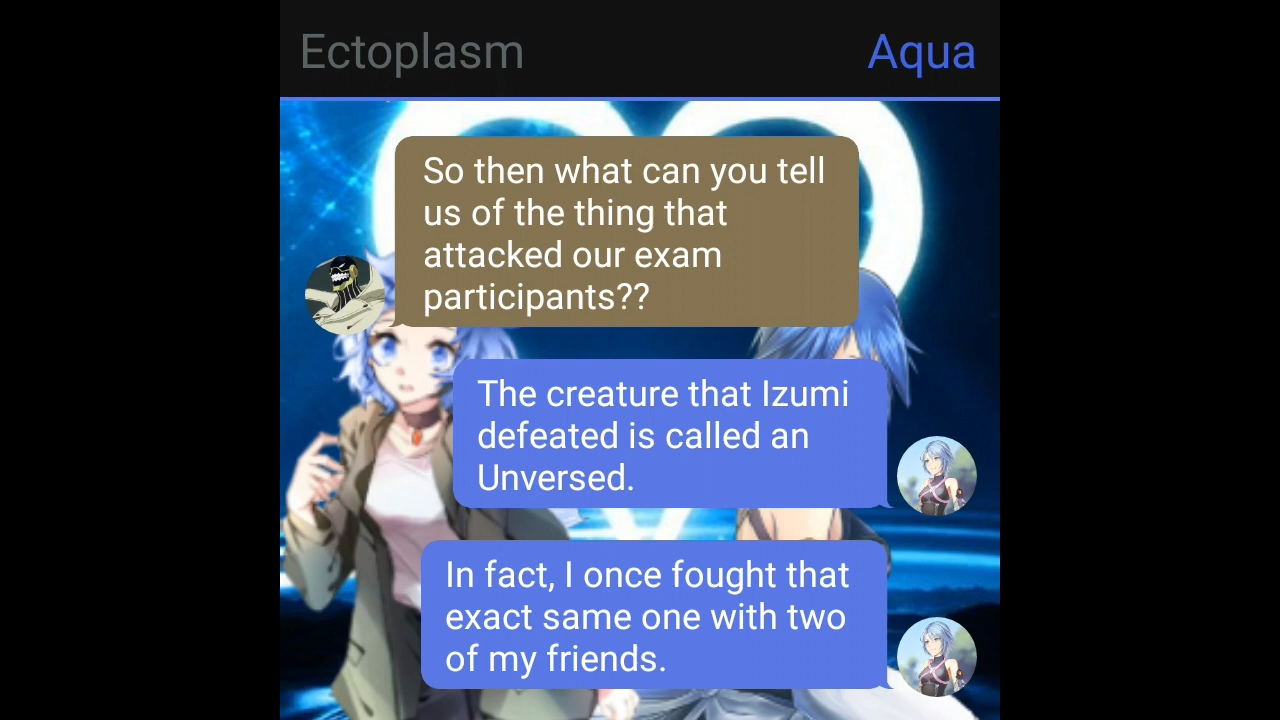 Ectoplasm
Aqua
So then what can you tell
us of the thing that
attacked our exam
participants??
The creature that Izumi
defeated is called an
Unversed.
In fact, I once fought that
exact same one with two
of my friends.